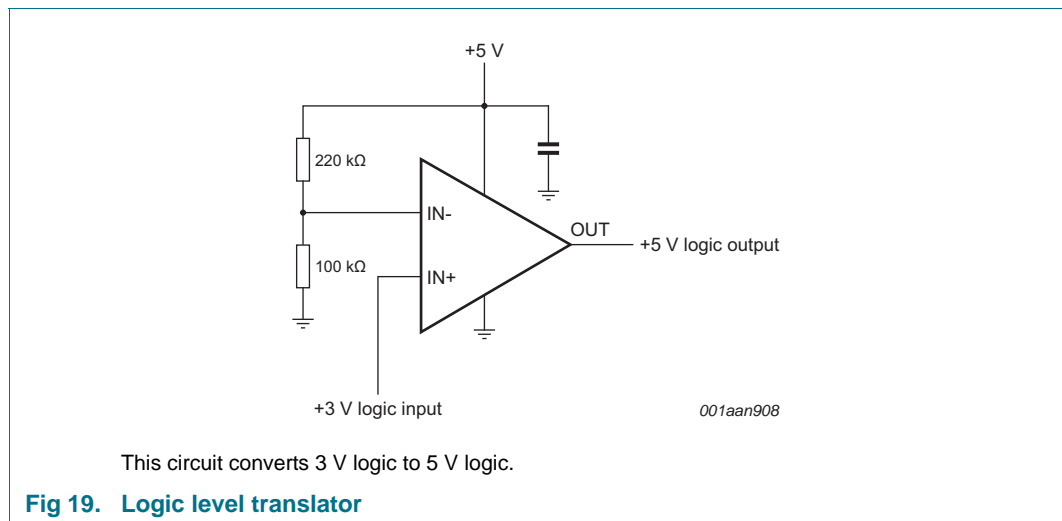 +5 V
220 kΩ
IN-
OUT
+5 V logic output
100 kΩ
IN+
+3 V logic input
001aan908
This circuit converts 3 V logic to 5 V logic.
Fig 19. Logic level translator